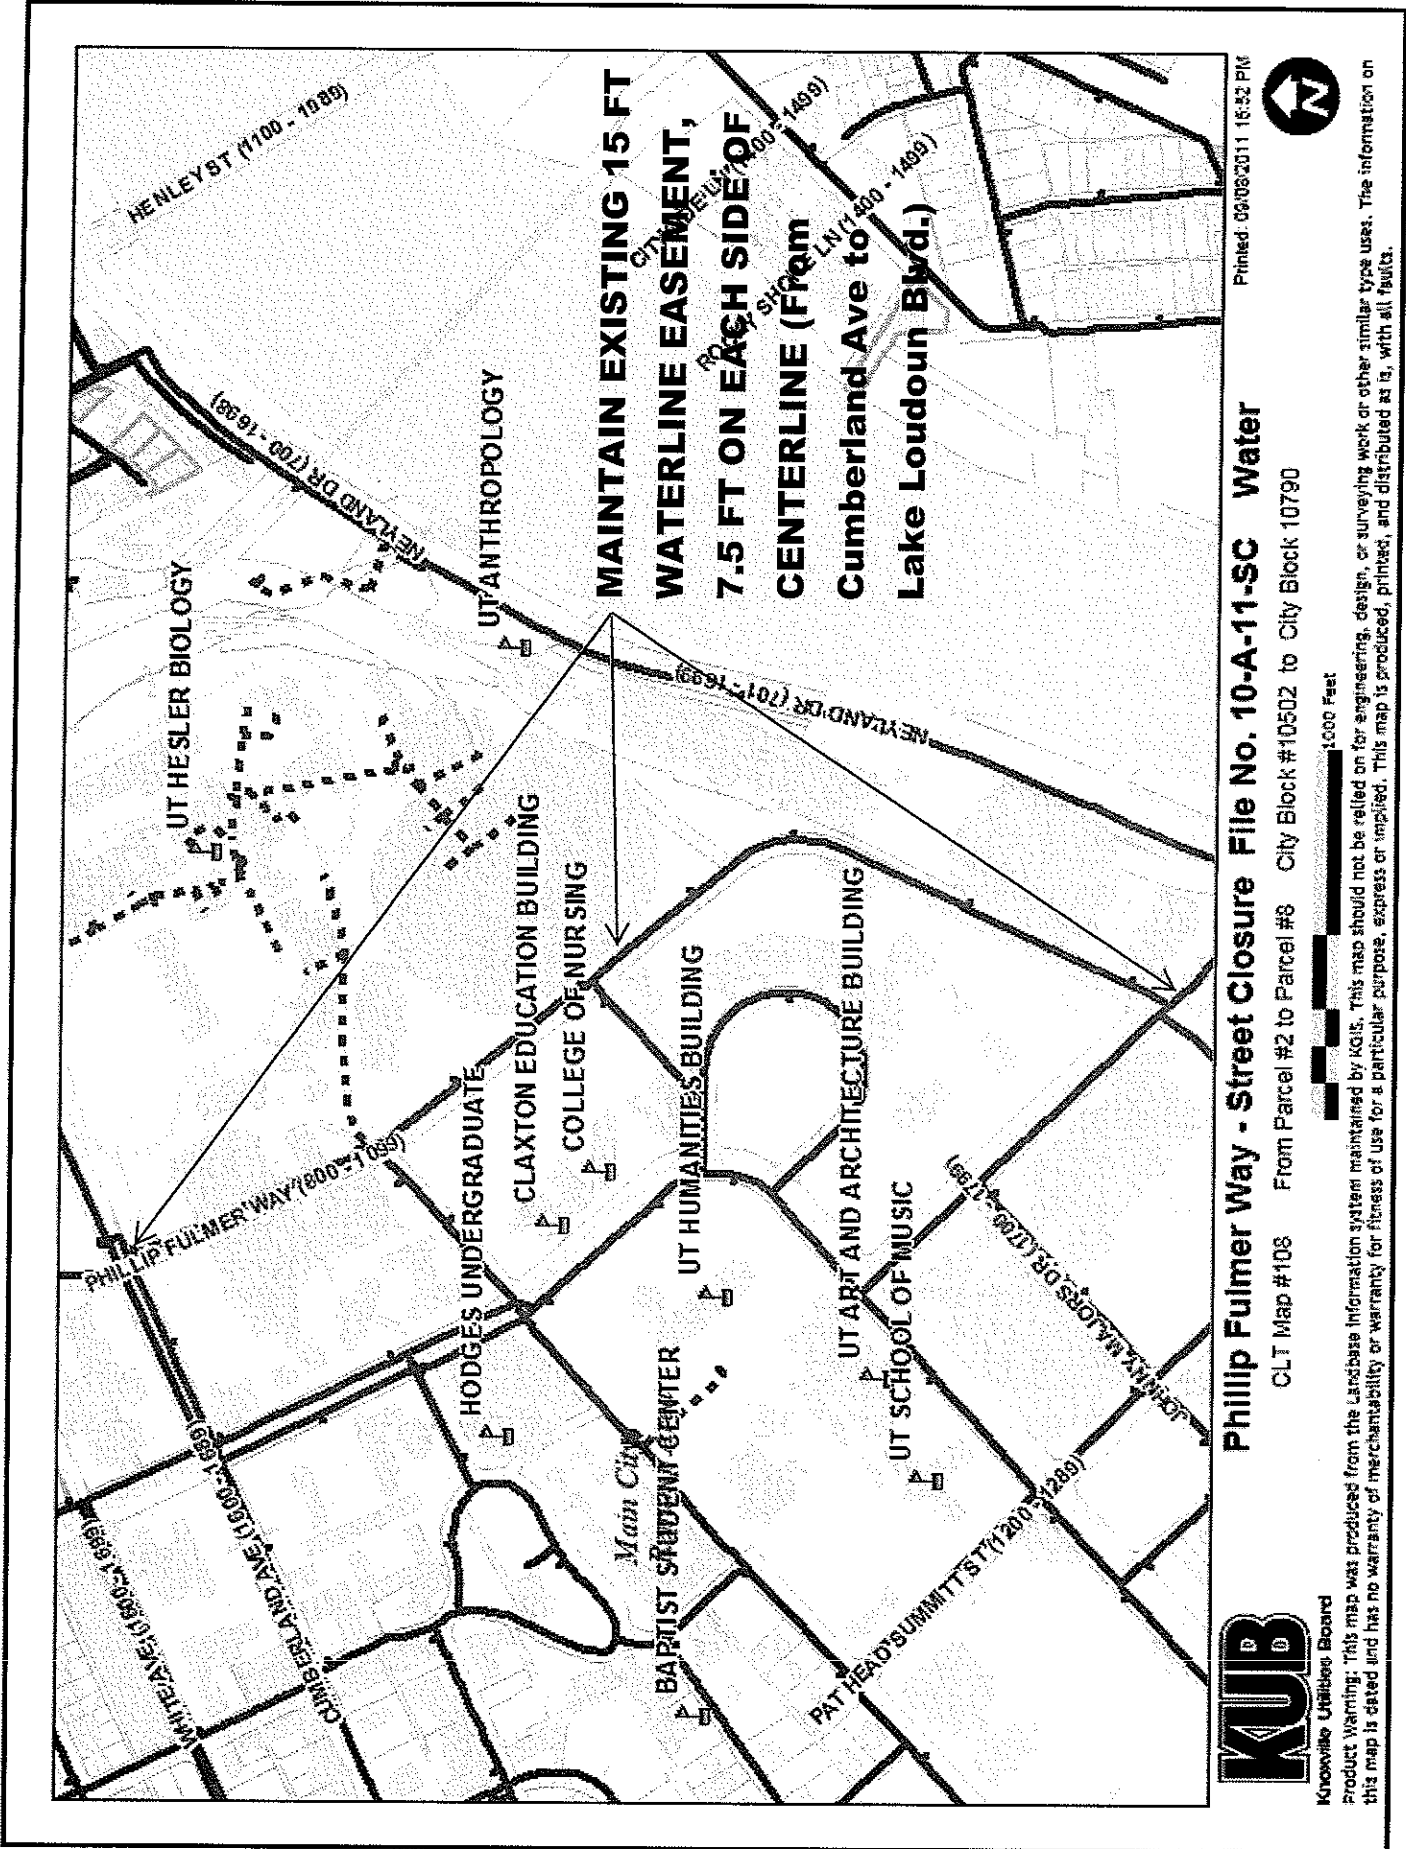 HENLEY ST (1100 - 1089)
NEYLAND DR (700 - 1698)
UT HESLER BIOLOGY
UT ANTHROPOLOGY
MAINTAIN EXISTING 15 FT
WATERLINE EASEMENT,
7.5 FT ON EACH SIDE OF
CENTERLINE (From
Cumberland Ave to
Lake Loudoun Blvd.)
NEYLAND DR (701 - 1699)
PHILLIP FULMER WAY (800 - 1099)
WHITE AVE (1600 - 1699)
CUMBERLAND AVE (1600 - 1689)
HODGES UNDERGRADUATE
CLAXTON EDUCATION BUILDING
COLLEGE OF NURSING
UT HUMANITIES BUILDING
Main City
BAPTIST STUDENT CENTER
UT ART AND ARCHITECTURE BUILDING
UT SCHOOL OF MUSIC
JOHNNY MAJORS DR (1700 - 1799)
PAT HEAD SUMMITT ST (1200 - 1289)
KUB
Knoxville Utilities Board
Phillip Fulmer Way - Street Closure File No. 10-A-11-SC Water
CLT Map #108 From Parcel #2 to Parcel #8 City Block #10502 to City Block 10790
Printed: 09/08/2011 15:52 PM
N
1000 Feet
Product Warning: This map was produced from the Landbase Information system maintained by KGIS. This map should not be relied on for engineering, design, or surveying work or other similar type uses. The information on
this map is dated and has no warranty of merchantability or warranty for fitness of use for a particular purpose, express or implied. This map is produced, printed, and distributed as is, with all faults.